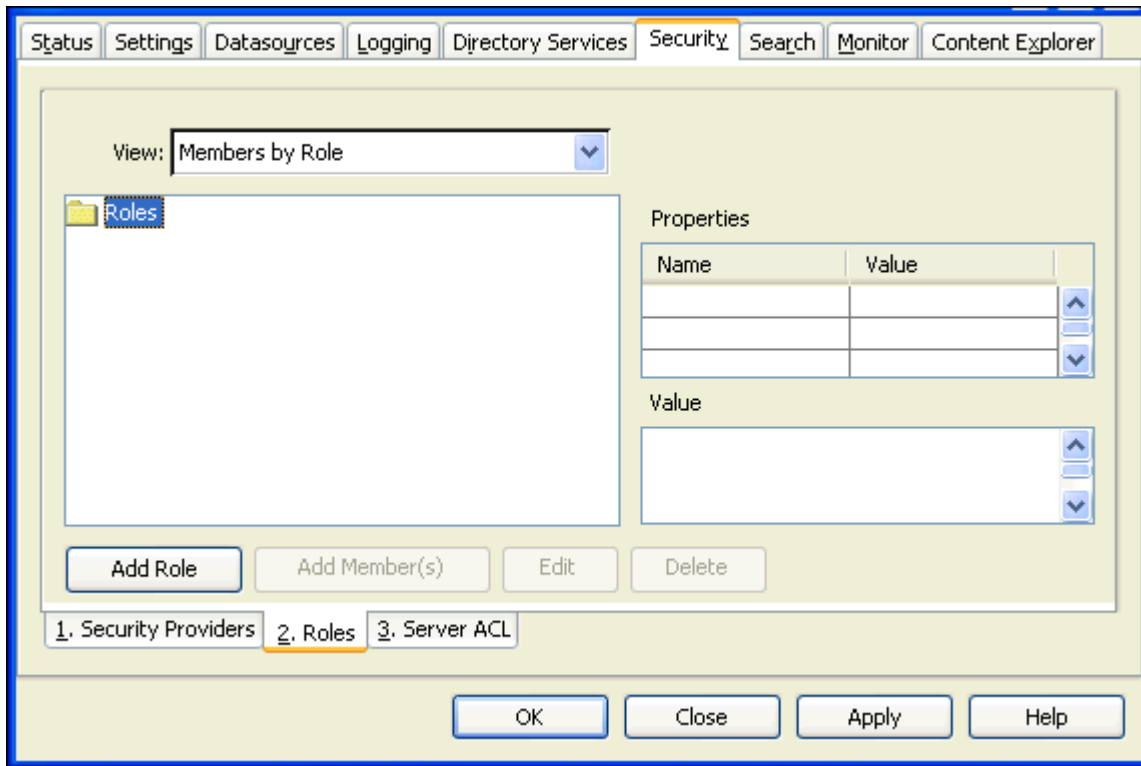 Status Settings Datasources Logging Directory Services Security Search Monitor Content Explorer
View: Members by Role
Roles
Properties
Name Value
Value
Add Role Add Member(s) Edit Delete
1. Security Providers 2. Roles 3. Server ACL
OK Close Apply Help